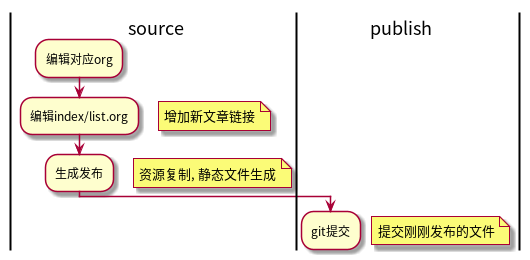 source
publish
编辑对应org
编辑index/list.org
增加新文章链接
生成发布
资源复制, 静态文件生成
git提交
提交刚刚发布的文件